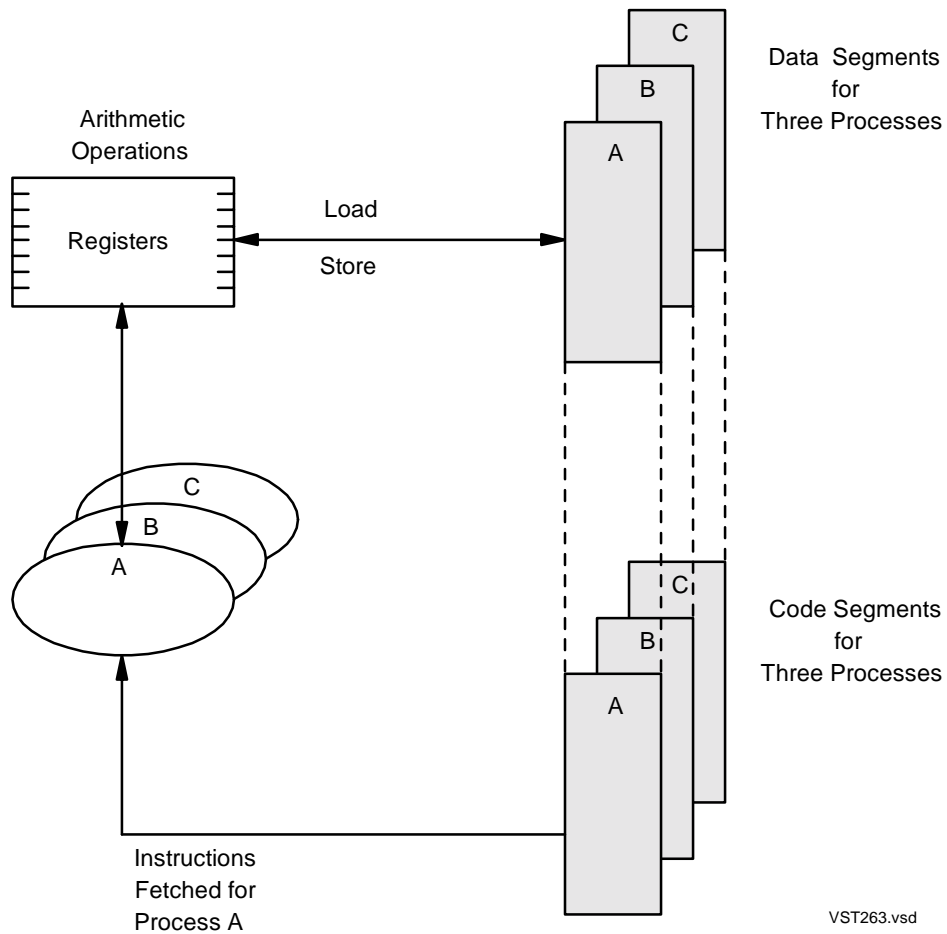 C
B
A
Data Segments
for
Three Processes
Arithmetic
Operations
Registers
Load
Store
C
B
A
C
B
A
Code Segments
for
Three Processes
Instructions
Fetched for
Process A
VST263.vsd